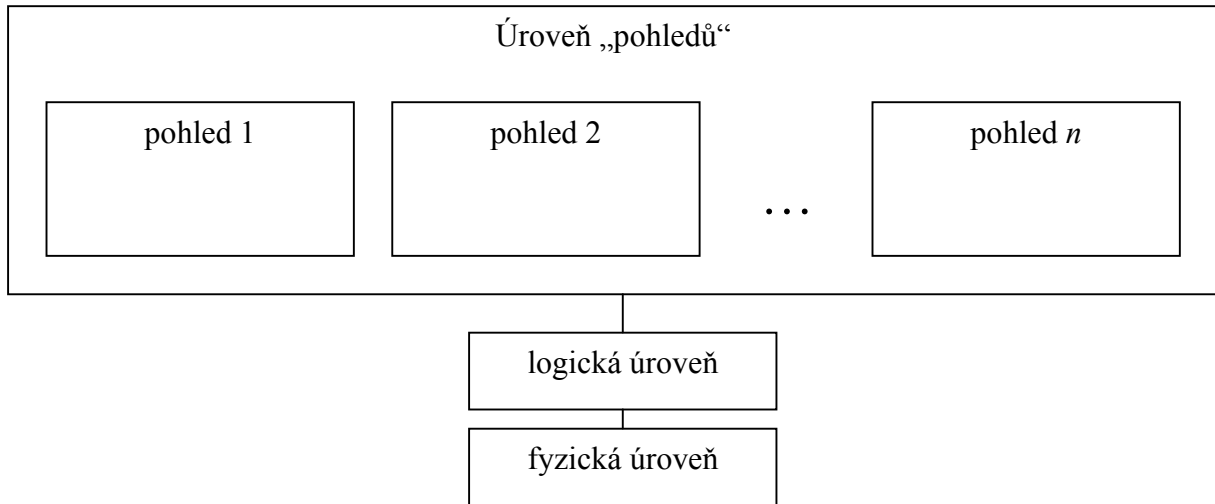 Úroveň „pohledů“
pohled 1
pohled 2
...
pohled n
logická úroveň
fyzická úroveň